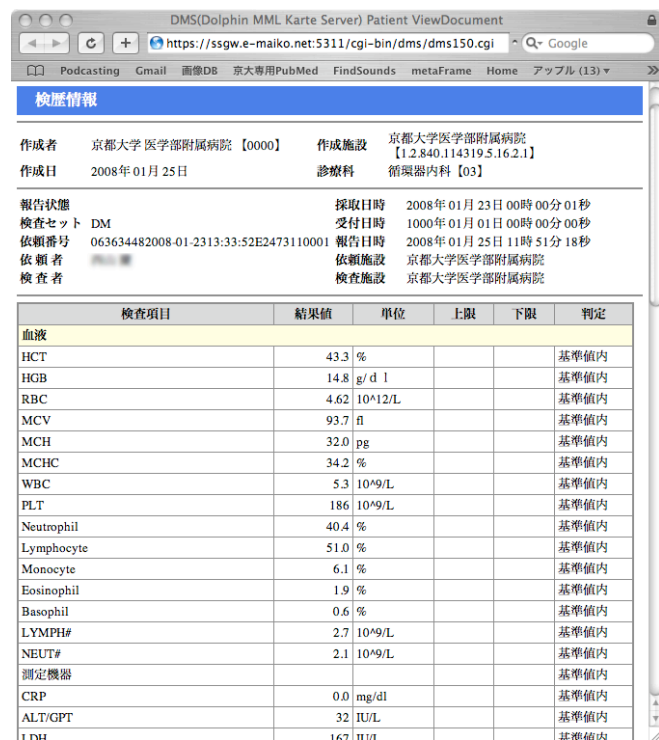 DMS(Dolphin MML Karte Server) Patient ViewDocument
https://ssgw.e-maiko.net:5311/cgi-bin/dms/dms150.cgi Google
Podcasting Gmail 画像DB 京大専用PubMed FindSounds metaFrame Home アップル (13)▼ »
検歴情報
作成者 京都大学 医学部附属病院 【0000】 作成施設 京都大学医学部附属病院 【1.2.840.114319.5.16.2.1】
作成日 2008年 01月 25日 診療科 循環器内科【03】
報告状態 採取日時 2008年 01月 23日 00時 00分 01秒
検査セット DM 受付日時 1000年 01月 01日 00時 00分 00秒
依頼番号 063634482008-01-2313:33:52E2473110001 報告日時 2008年 01月 25日 11時 51分 18秒
依 頼 者 依頼施設 京都大学医学部附属病院
検 査 者 検査施設 京都大学医学部附属病院
検査項目 結果値 単位 上限 下限 判定
血液
HCT 43.3 % 基準値内
HGB 14.8 g/ｄｌ 基準値内
RBC 4.62 10^12/L 基準値内
MCV 93.7 fl 基準値内
MCH 32.0 pg 基準値内
MCHC 34.2 % 基準値内
WBC 5.3 10^9/L 基準値内
PLT 186 10^9/L 基準値内
Neutrophil 40.4 % 基準値内
Lymphocyte 51.0 % 基準値内
Monocyte 6.1 % 基準値内
Eosinophil 1.9 % 基準値内
Basophil 0.6 % 基準値内
LYMPH# 2.7 10^9/L 基準値内
NEUT# 2.1 10^9/L 基準値内
測定機器 基準値内
CRP 0.0 mg/dl 基準値内
ALT/GPT 32 IU/L 基準値内
LDH 167 IU/L 基準値内